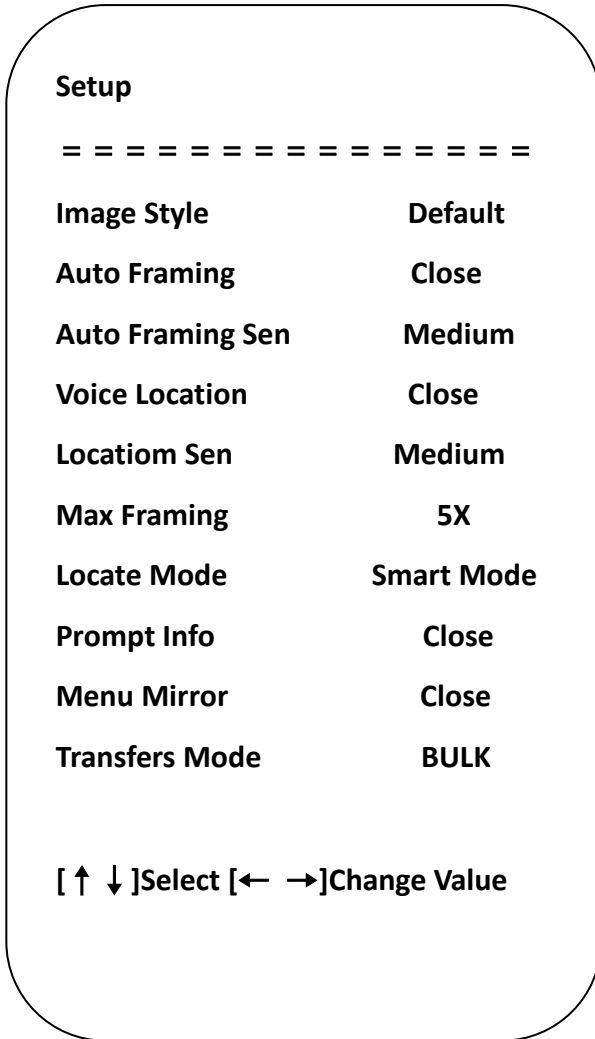 Setup
= = = = = = = = = = = = = = =
Image Style Default
Auto Framing Close
Auto Framing Sen Medium
Voice Location Close
Locatiom Sen Medium
Max Framing 5X
Locate Mode Smart Mode
Prompt Info Close
Menu Mirror Close
Transfers Mode BULK
[ ↑ ↓ ]Select [← →]Change Value